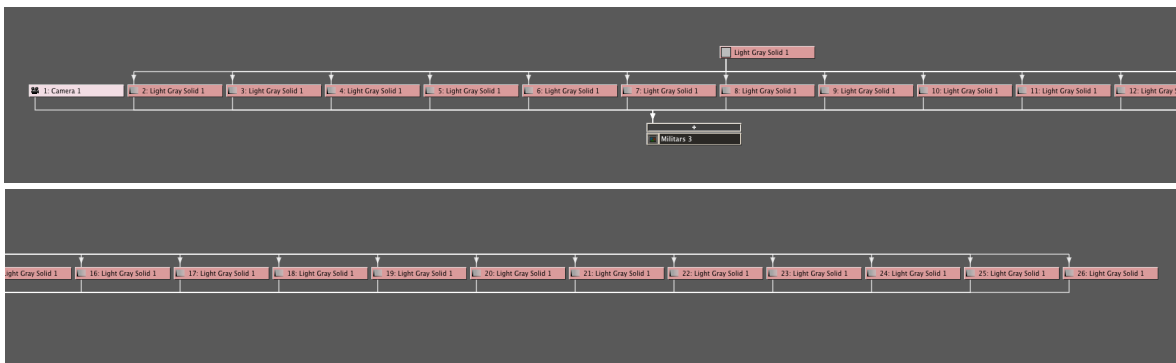 Light Gray Solid 1
1: Camera 1
2: Light Gray Solid 1
3: Light Gray Solid 1
4: Light Gray Solid 1
5: Light Gray Solid 1
6: Light Gray Solid 1
7: Light Gray Solid 1
8: Light Gray Solid 1
9: Light Gray Solid 1
10: Light Gray Solid 1
11: Light Gray Solid 1
12: Light Gray S
+
Militars 3
ight Gray Solid 1
16: Light Gray Solid 1
17: Light Gray Solid 1
18: Light Gray Solid 1
19: Light Gray Solid 1
20: Light Gray Solid 1
21: Light Gray Solid 1
22: Light Gray Solid 1
23: Light Gray Solid 1
24: Light Gray Solid 1
25: Light Gray Solid 1
26: Light Gray Solid 1